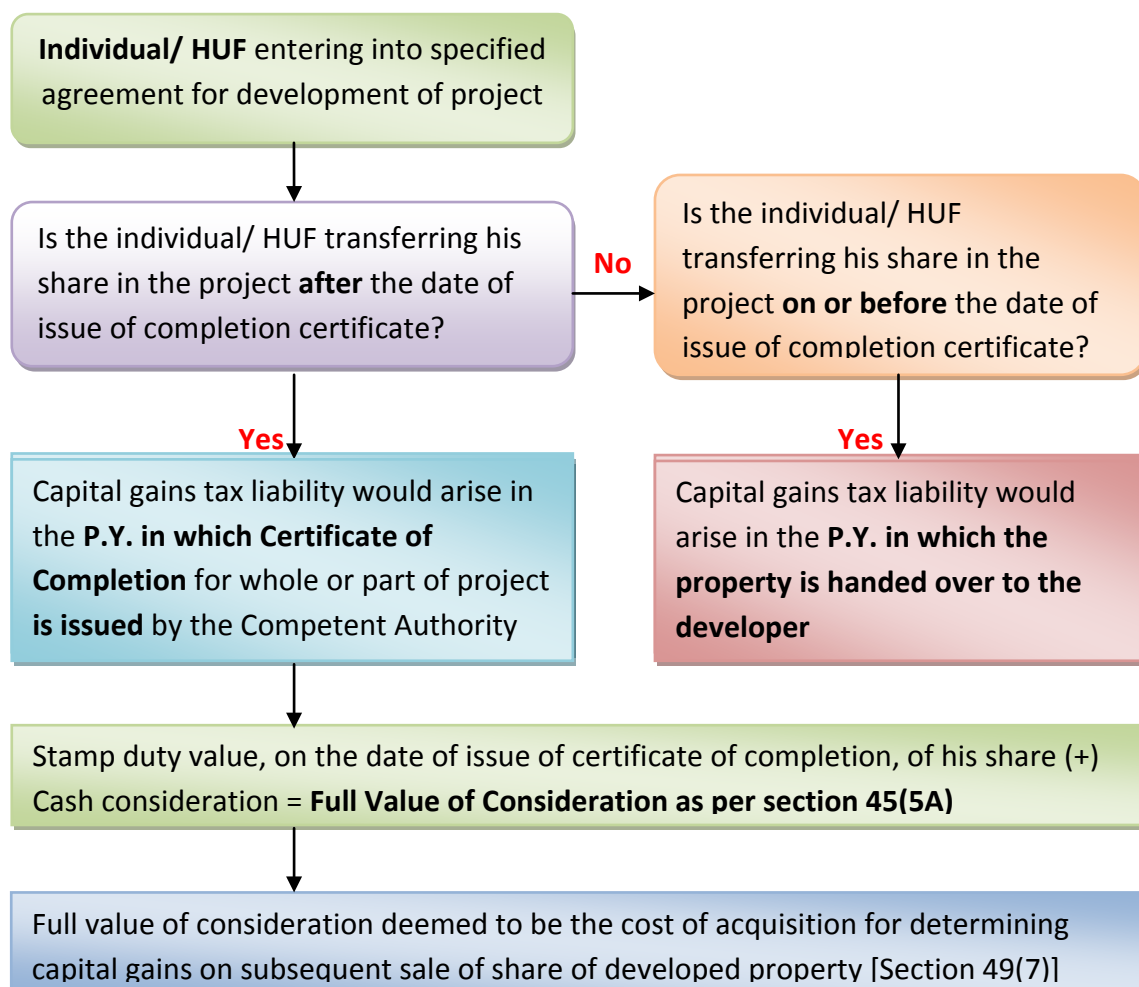 Individual/ HUF entering into specified
agreement for development of project
Is the individual/ HUF transferring his
share in the project after the date of
issue of completion certificate?
No
Is the individual/ HUF
transferring his share in the
project on or before the date of
issue of completion certificate?
Yes
Yes
Capital gains tax liability would arise in
the P.Y. in which Certificate of
Completion for whole or part of project
is issued by the Competent Authority
Capital gains tax liability would
arise in the P.Y. in which the
property is handed over to the
developer
Stamp duty value, on the date of issue of certificate of completion, of his share (+)
Cash consideration = Full Value of Consideration as per section 45(5A)
Full value of consideration deemed to be the cost of acquisition for determining
capital gains on subsequent sale of share of developed property [Section 49(7)]